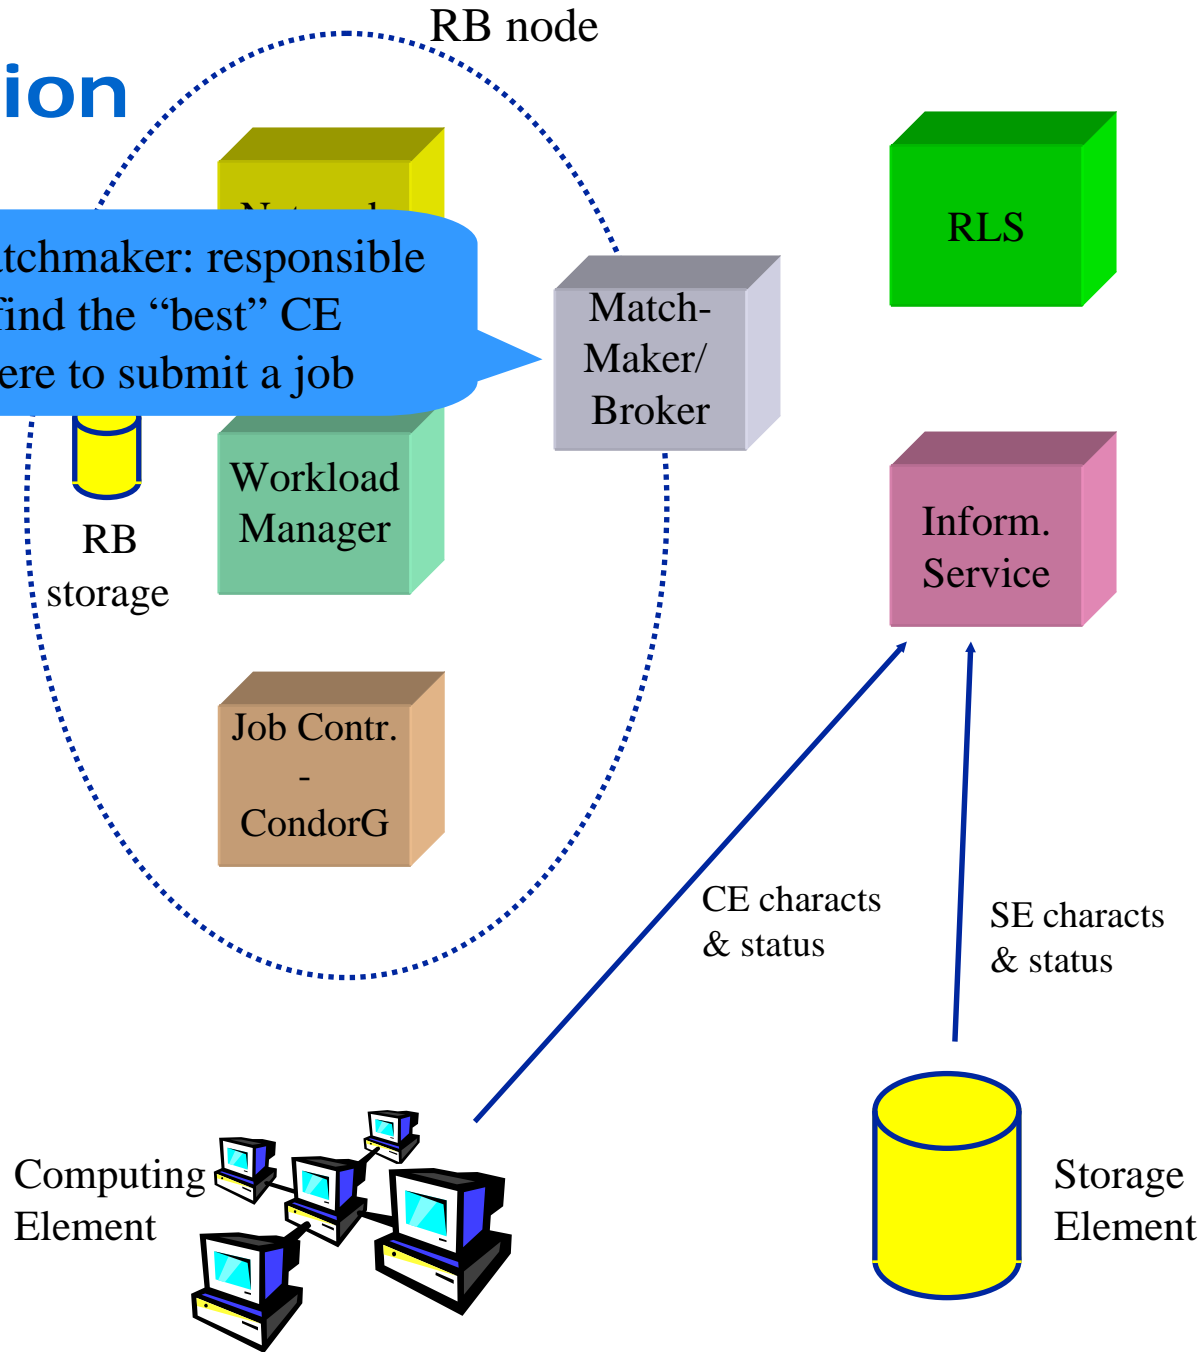 RB node
ion
RLS
tchmaker: responsible
find the “best” CE
ere to submit a job
Match-
Maker/
Broker
Workload
Manager
RB
storage
Inform.
Service
Job Contr.
-
CondorG
CE characts
& status
SE characts
& status
Computing
Element
Storage
Element